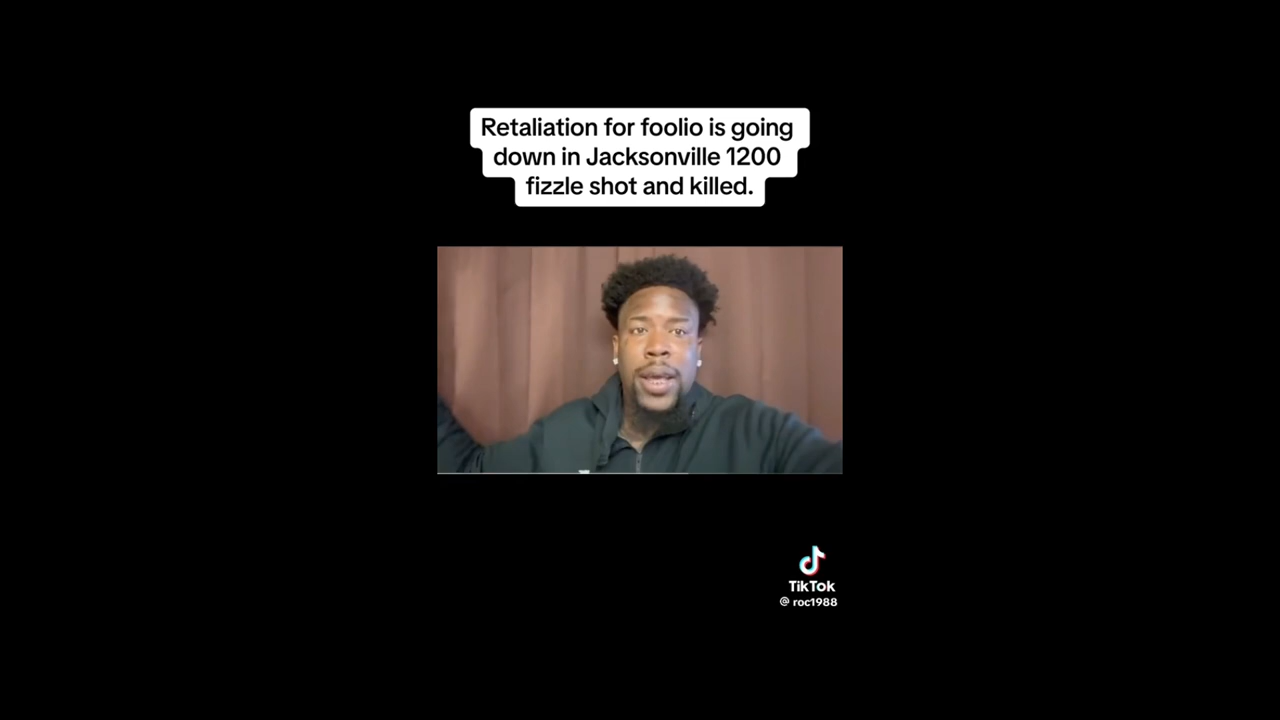 Retaliation for foolio is going
down in Jacksonville 1200
fizzle shot and killed.
TikTok
@ roc1988